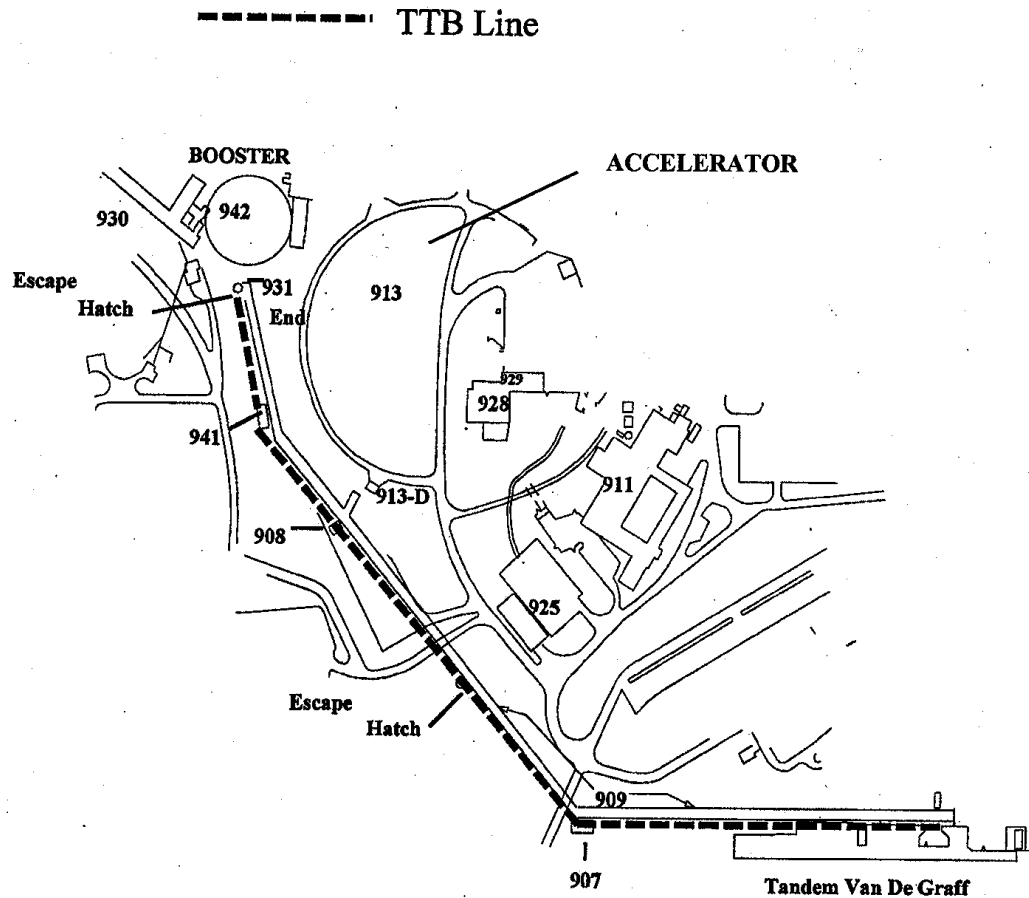 TTB Line
BOOSTER
ACCELERATOR
930
942
Escape
Hatch
931
End
913
929
928
941
913-D
911
908
925
Escape
Hatch
909
907
Tandem Van De Graff